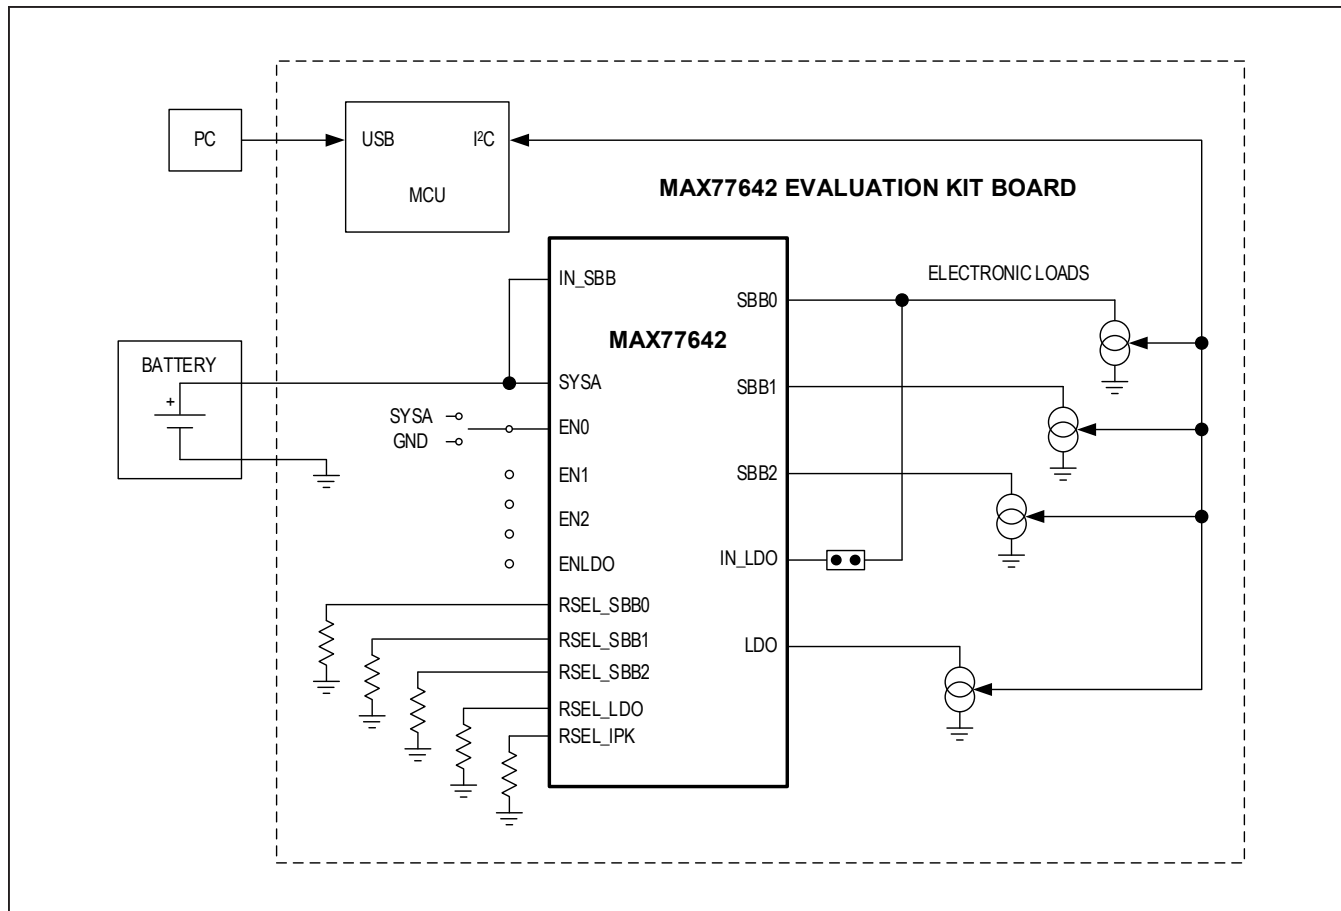 PC
USB
I²C
MCU
MAX77642 EVALUATION KIT BOARD
IN_SBB
SBB0
ELECTRONIC LOADS
MAX77642
BATTERY
+
SYSA
SBB1
SYSA
GND
EN0
EN1
SBB2
EN2
IN_LDO
ENLDO
RSEL_SBB0
RSEL_SBB1
LDO
RSEL_SBB2
RSEL_LDO
RSEL_IPK